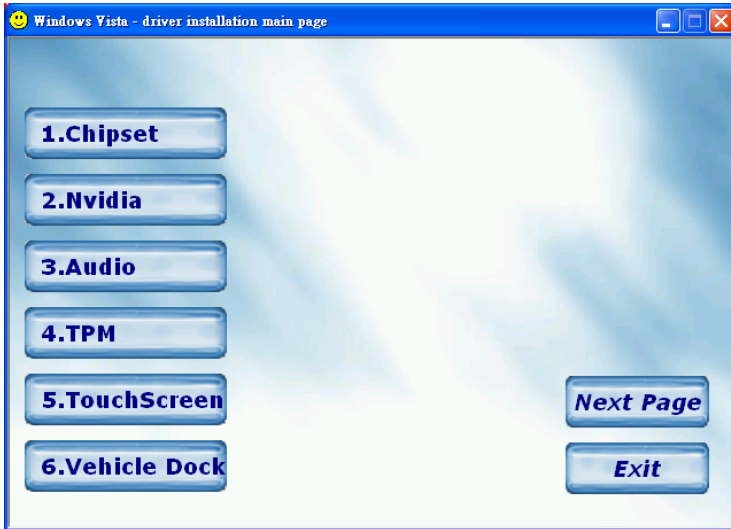 Windows Vista - driver installation main page
1.Chipset
2.Nvidia
3.Audio
4.TPM
5.TouchScreen
6.Vehicle Dock
Next Page
Exit